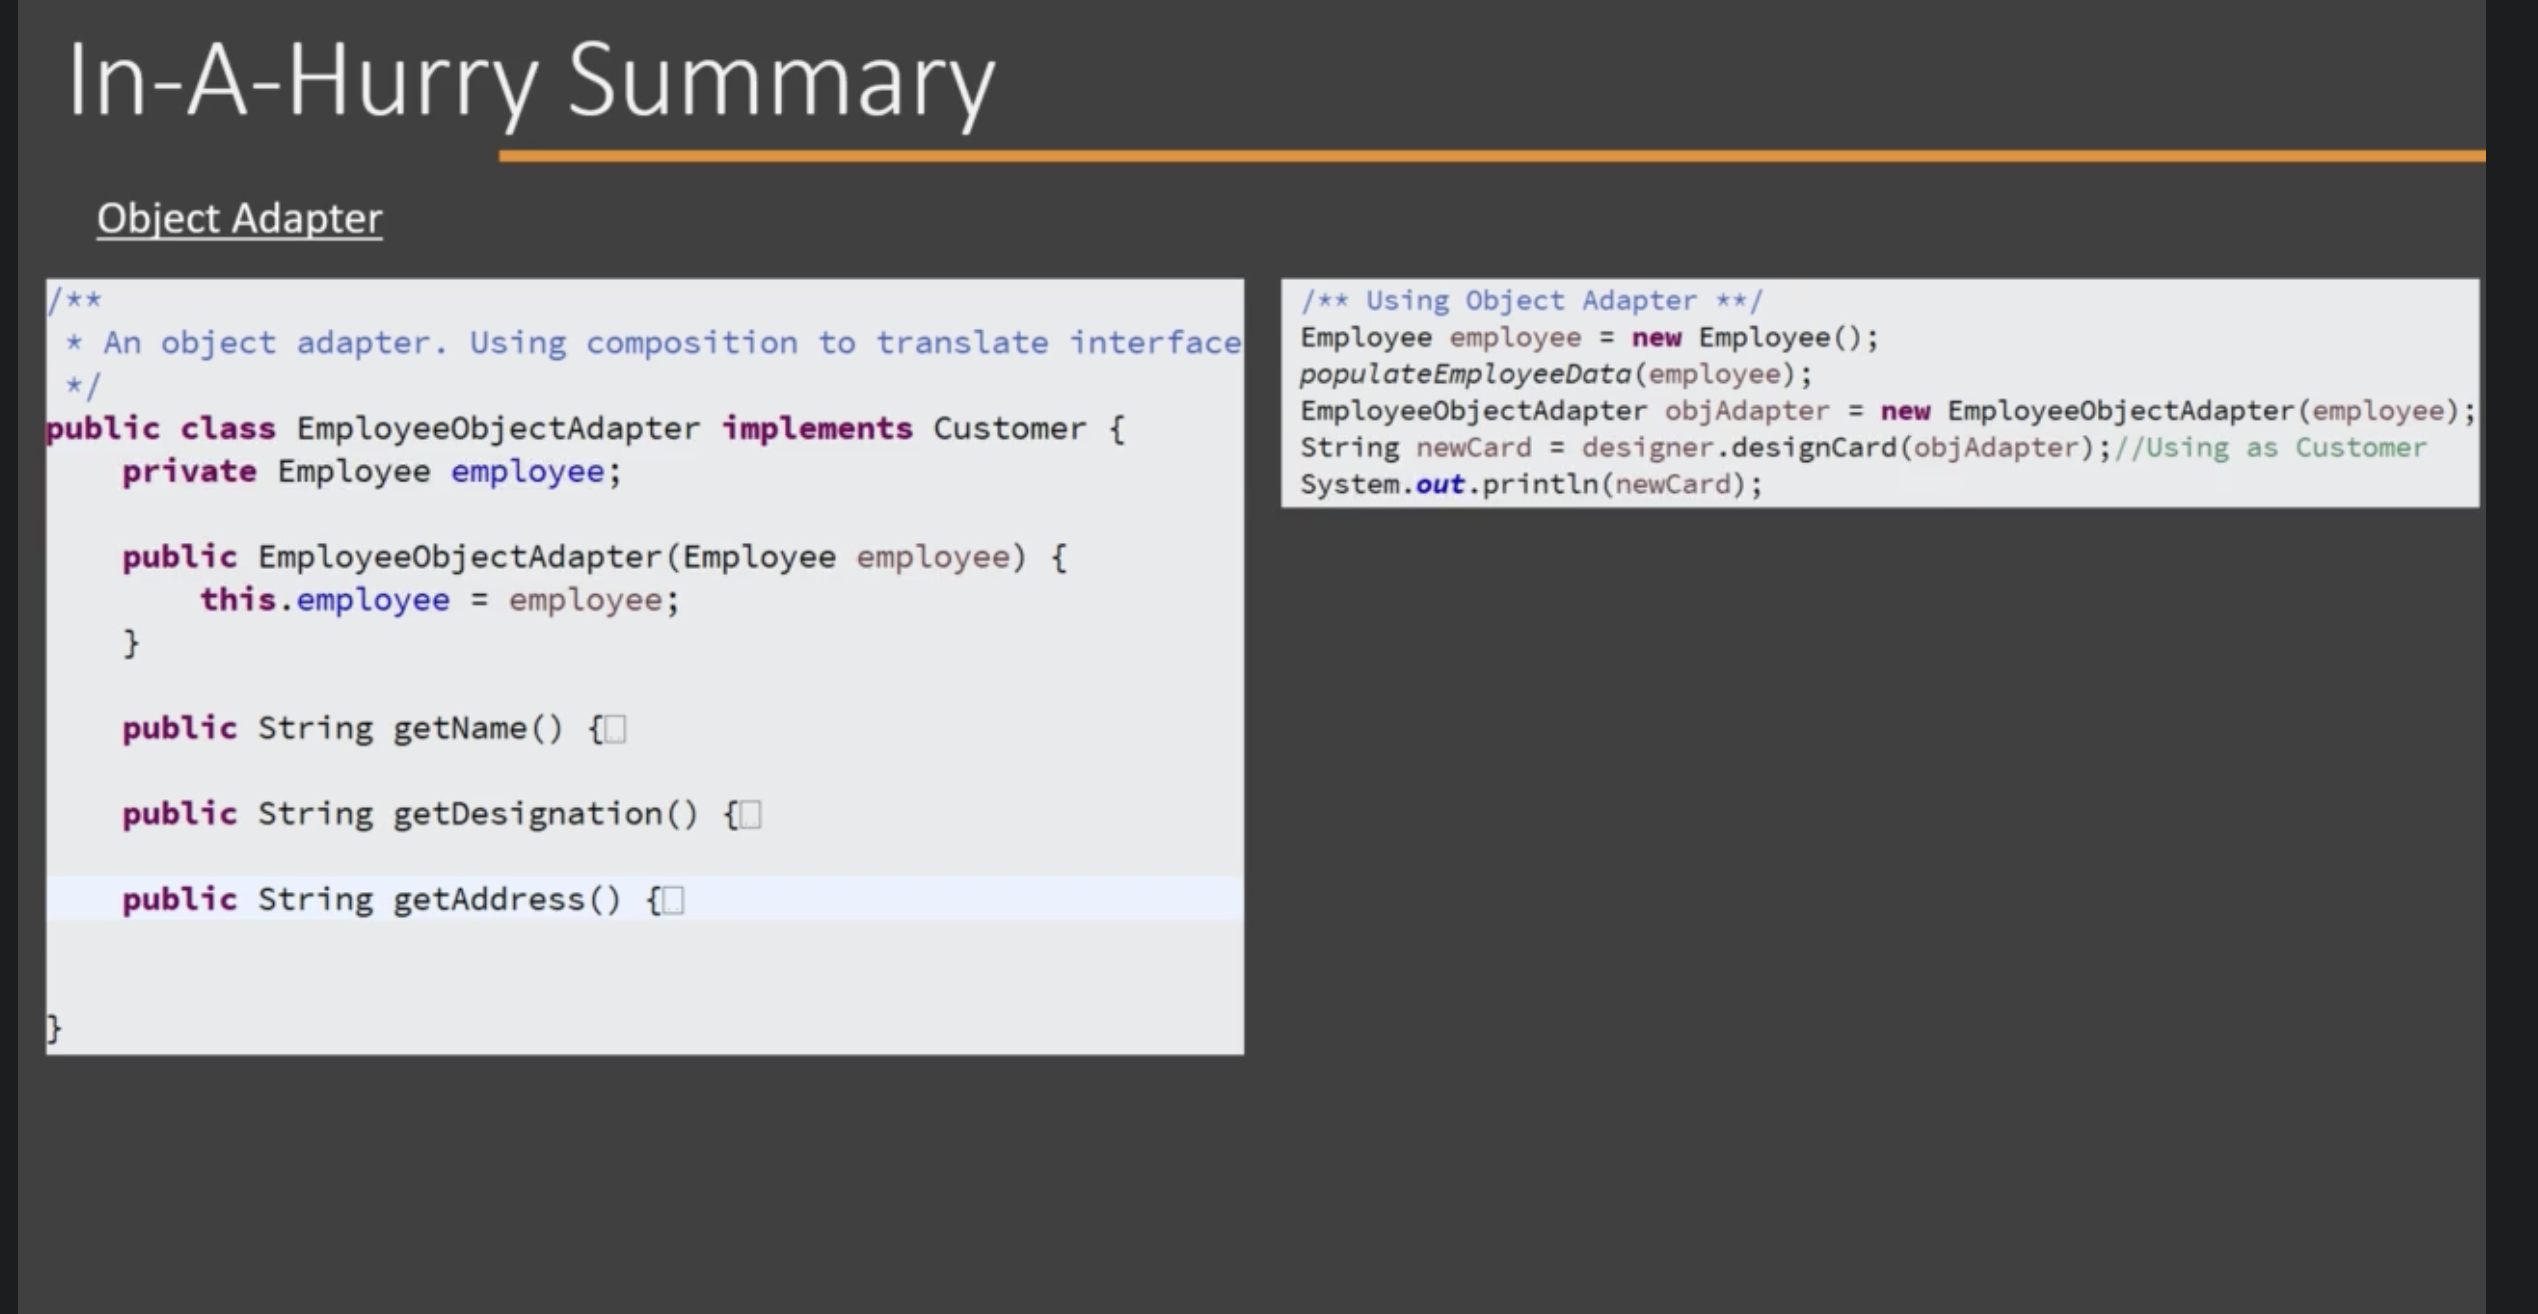 In-A-Hurry Summary
Object Adapter
/**
 * An object adapter. Using composition to translate interface
 */
public class EmployeeObjectAdapter implements Customer {
    private Employee employee;
    public EmployeeObjectAdapter(Employee employee) {
        this.employee = employee;
    }
    public String getName() {
    public String getDesignation() {
    public String getAddress() {
}
/** Using Object Adapter **/
Employee employee = new Employee();
populateEmployeeData(employee);
EmployeeObjectAdapter objAdapter = new EmployeeObjectAdapter(employee);
String newCard = designer.designCard(objAdapter);//Using as Customer
System.out.println(newCard);